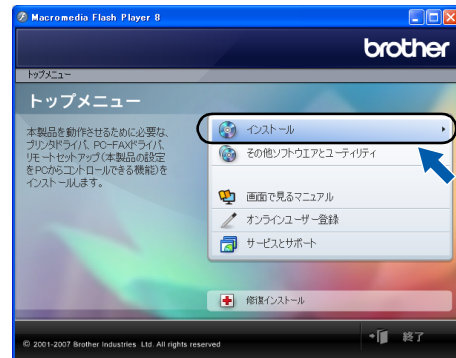 Macromedia Flash Player 8
brother
トップメニュー
トップメニュー
本製品を動作させるために必要な、
プリンタドライバ、PC-FAXドライバ、
リモートセットアップ(本製品の設定
をPCからコントロールできる機能)を
インストールします。
インストール
その他ソフトウエアとユーティリティ
画面で見るマニュアル
オンラインユーザー登録
サービスとサポート
修復インストール
© 2001-2007 Brother Industries Ltd. All rights reserved
終了